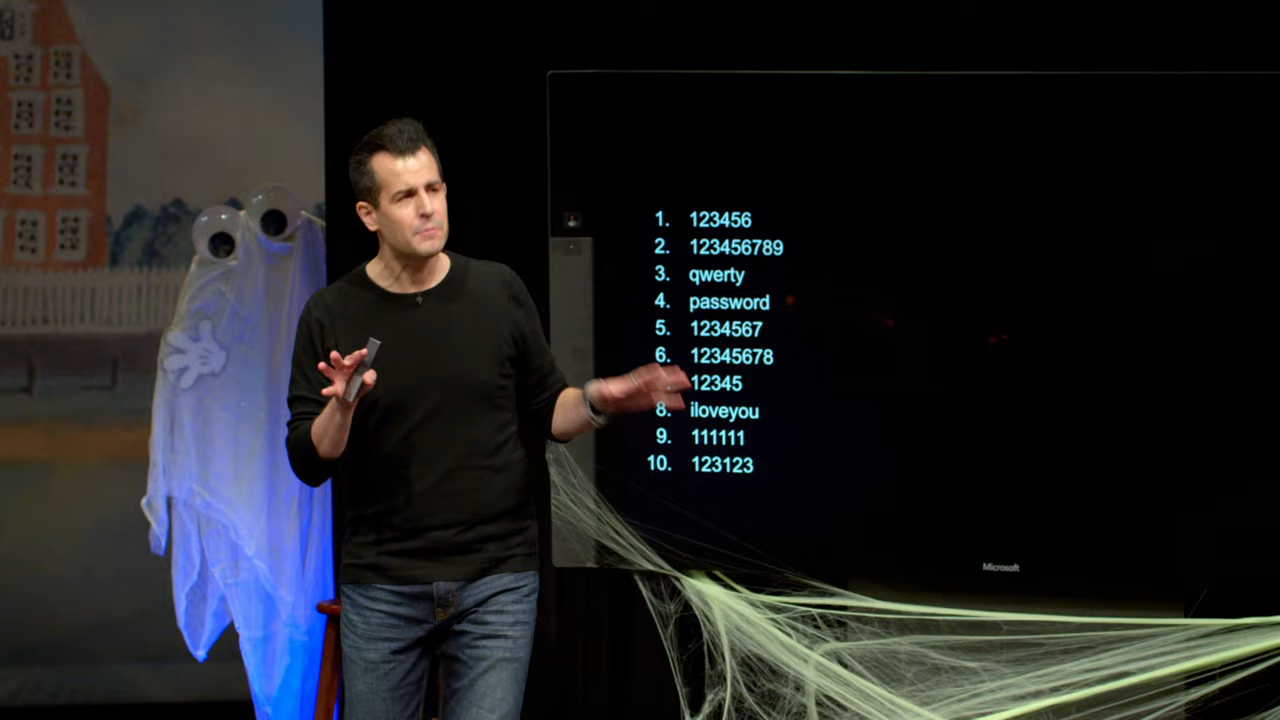 1. 123456
2. 123456789
3. qwerty
4. password
5. 1234567
6. 12345678
12345
8. iloveyou
9. 111111
10. 123123
Microsoft